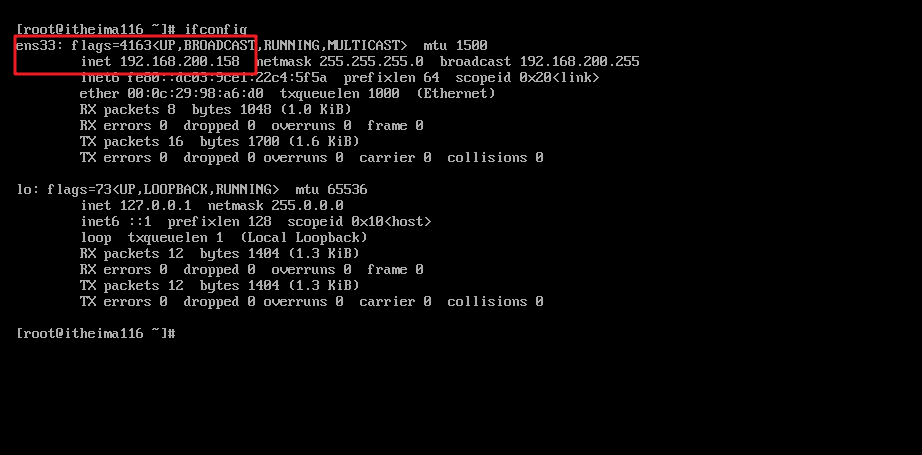 [root@itheima116 ~]# ifconfig
ens33: flags=4163<UP,BROADCAST,RUNNING,MULTICAST>  mtu 1500
        inet 192.168.200.158  netmask 255.255.255.0  broadcast 192.168.200.255
        inet6 fe80::dc03:9ce1:22c4:5f5a  prefixlen 64  scopeid 0x20<link>
        ether 00:0c:29:98:a6:d0  txqueuelen 1000  (Ethernet)
        RX packets 8  bytes 1048 (1.0 KiB)
        RX errors 0  dropped 0  overruns 0  frame 0
        TX packets 16  bytes 1700 (1.6 KiB)
        TX errors 0  dropped 0 overruns 0  carrier 0  collisions 0

lo: flags=73<UP,LOOPBACK,RUNNING>  mtu 65536
        inet 127.0.0.1  netmask 255.0.0.0
        inet6 ::1  prefixlen 128  scopeid 0x10<host>
        loop  txqueuelen 1  (Local Loopback)
        RX packets 12  bytes 1404 (1.3 KiB)
        RX errors 0  dropped 0  overruns 0  frame 0
        TX packets 12  bytes 1404 (1.3 KiB)
        TX errors 0  dropped 0 overruns 0  carrier 0  collisions 0

[root@itheima116 ~]#